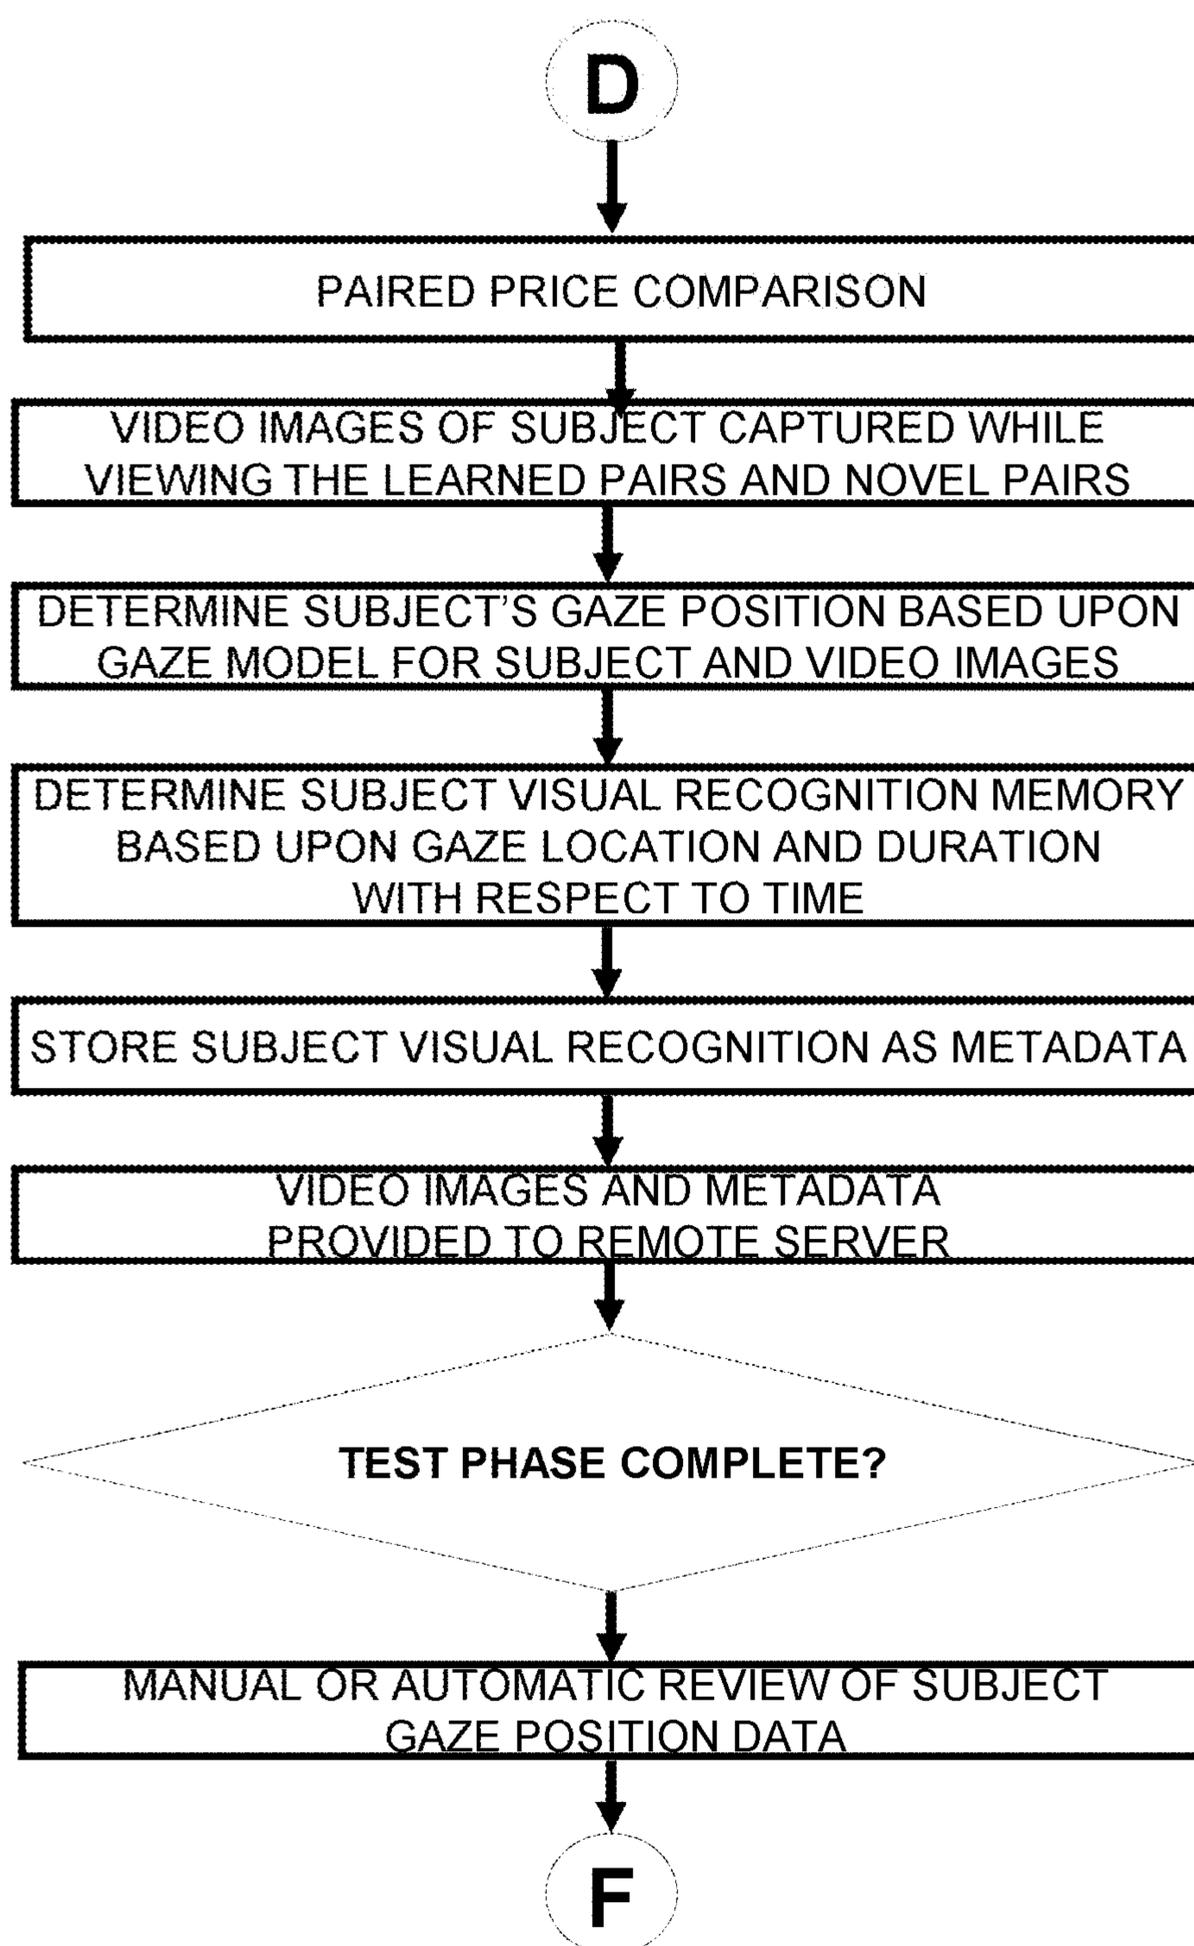 D
PAIRED PRICE COMPARISON
VIDEO IMAGES OF SUBJECT CAPTURED WHILE
VIEWING THE LEARNED PAIRS AND NOVEL PAIRS
DETERMINE SUBJECT'S GAZE POSITION BASED UPON
GAZE MODEL FOR SUBJECT AND VIDEO IMAGES
DETERMINE SUBJECT VISUAL RECOGNITION MEMORY
BASED UPON GAZE LOCATION AND DURATION
WITH RESPECT TO TIME
STORE SUBJECT VISUAL RECOGNITION AS METADATA
VIDEO IMAGES AND METADATA
PROVIDED TO REMOTE SERVER
TEST PHASE COMPLETE?
MANUAL OR AUTOMATIC REVIEW OF SUBJECT
GAZE POSITION DATA
F